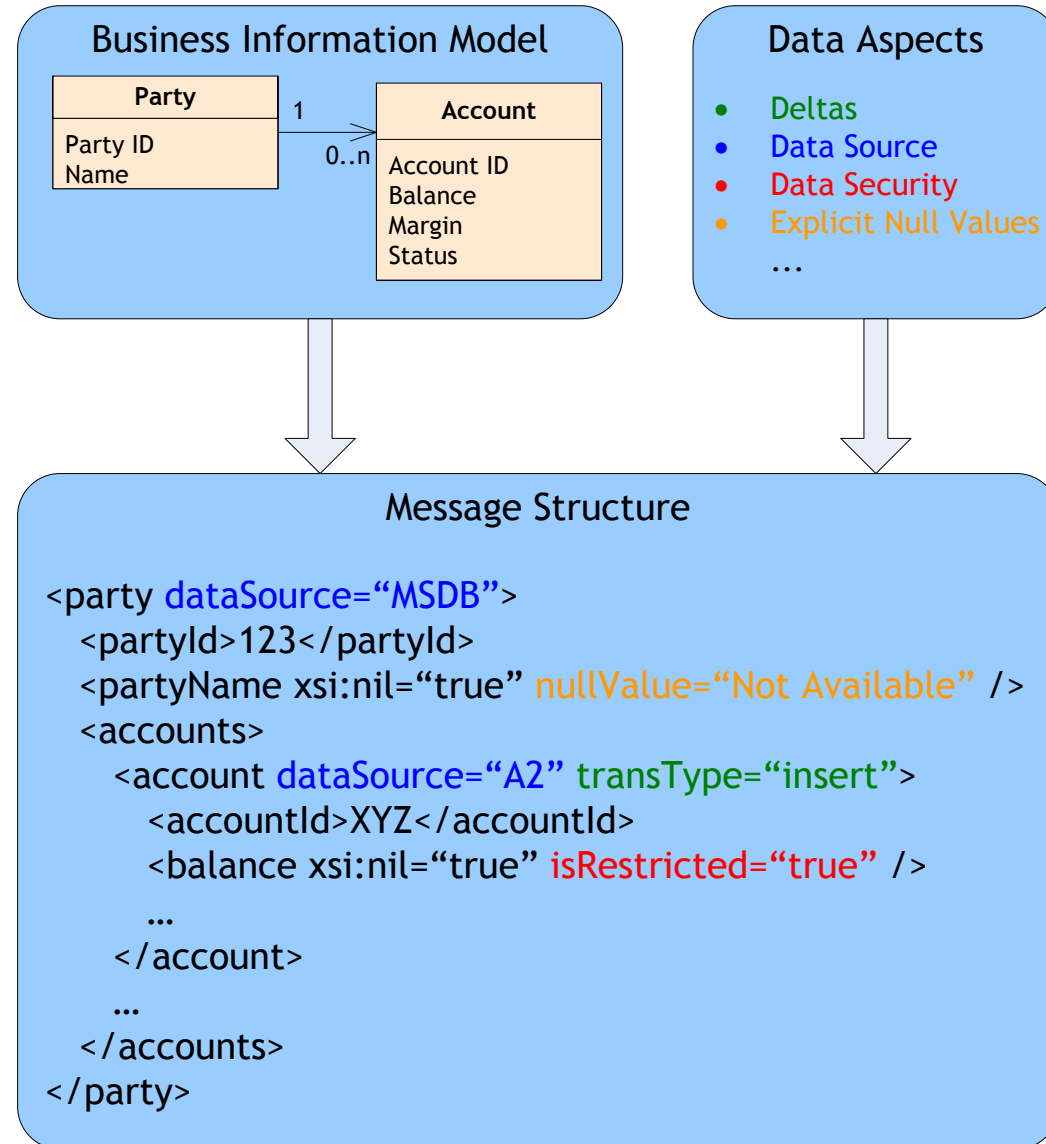 Business Information Model
Party
Party ID
Name
1
0..n
Account
Account ID
Balance
Margin
Status
Data Aspects
• Deltas
• Data Source
• Data Security
• Explicit Null Values
...
Message Structure
<party dataSource=“MSDB”>
<partyId>123</partyId>
<partyName xsi:nil=“true” nullValue=“Not Available” />
<accounts>
<account dataSource=“A2” transType=“insert”>
<accountId>XYZ</accountId>
<balance xsi:nil=“true” isRestricted=“true” />
…
</account>
…
</accounts>
</party>